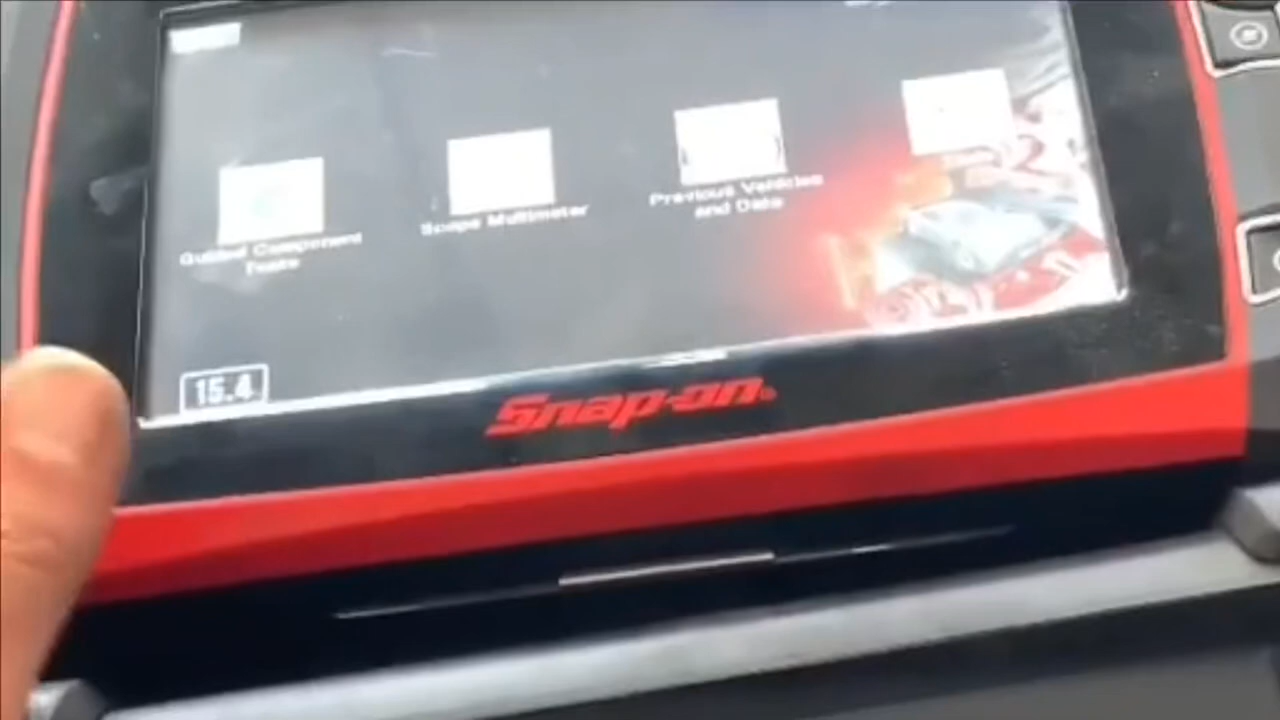 Guided Component
Tests
Scope Multimeter
Previous Vehicles
and Data
15.4
Snap-on